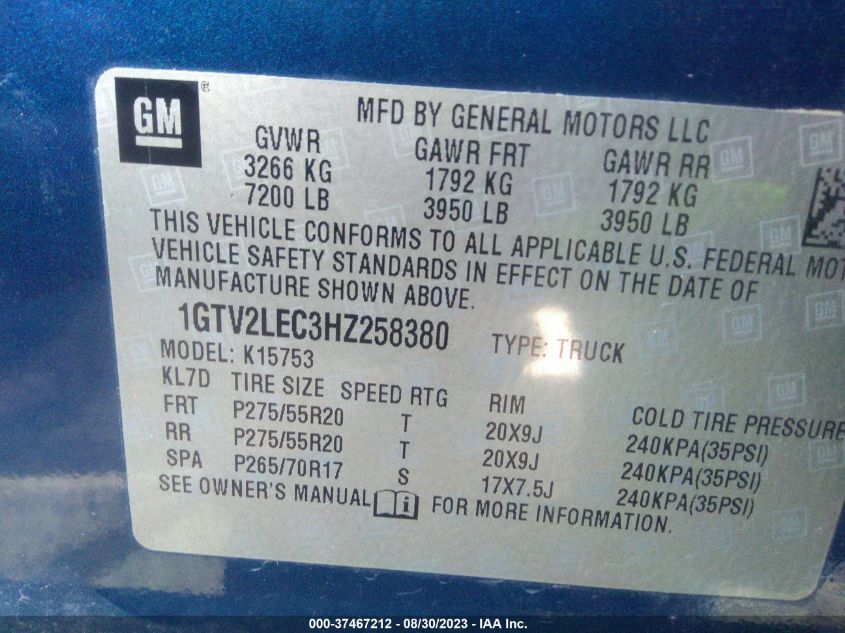 GM ®
MFD BY GENERAL MOTORS LLC
GVWR GAWR FRT GAWR RR
3266 KG 1792 KG 1792 KG
7200 LB 3950 LB 3950 LB
THIS VEHICLE CONFORMS TO ALL APPLICABLE U.S. FEDERAL MOT
VEHICLE SAFETY STANDARDS IN EFFECT ON THE DATE OF
MANUFACTURE SHOWN ABOVE.
1GTV2LEC3HZ258380 TYPE: TRUCK
MODEL: K15753
KL7D TIRE SIZE SPEED RTG RIM COLD TIRE PRESSURE
FRT P275/55R20 T 20X9J 240KPA(35PSI)
RR P275/55R20 T 20X9J 240KPA(35PSI)
SPA P265/70R17 S 17X7.5J 240KPA(35PSI)
SEE OWNER'S MANUAL i FOR MORE INFORMATION.
000-37467212 - 08/30/2023 - IAA Inc.